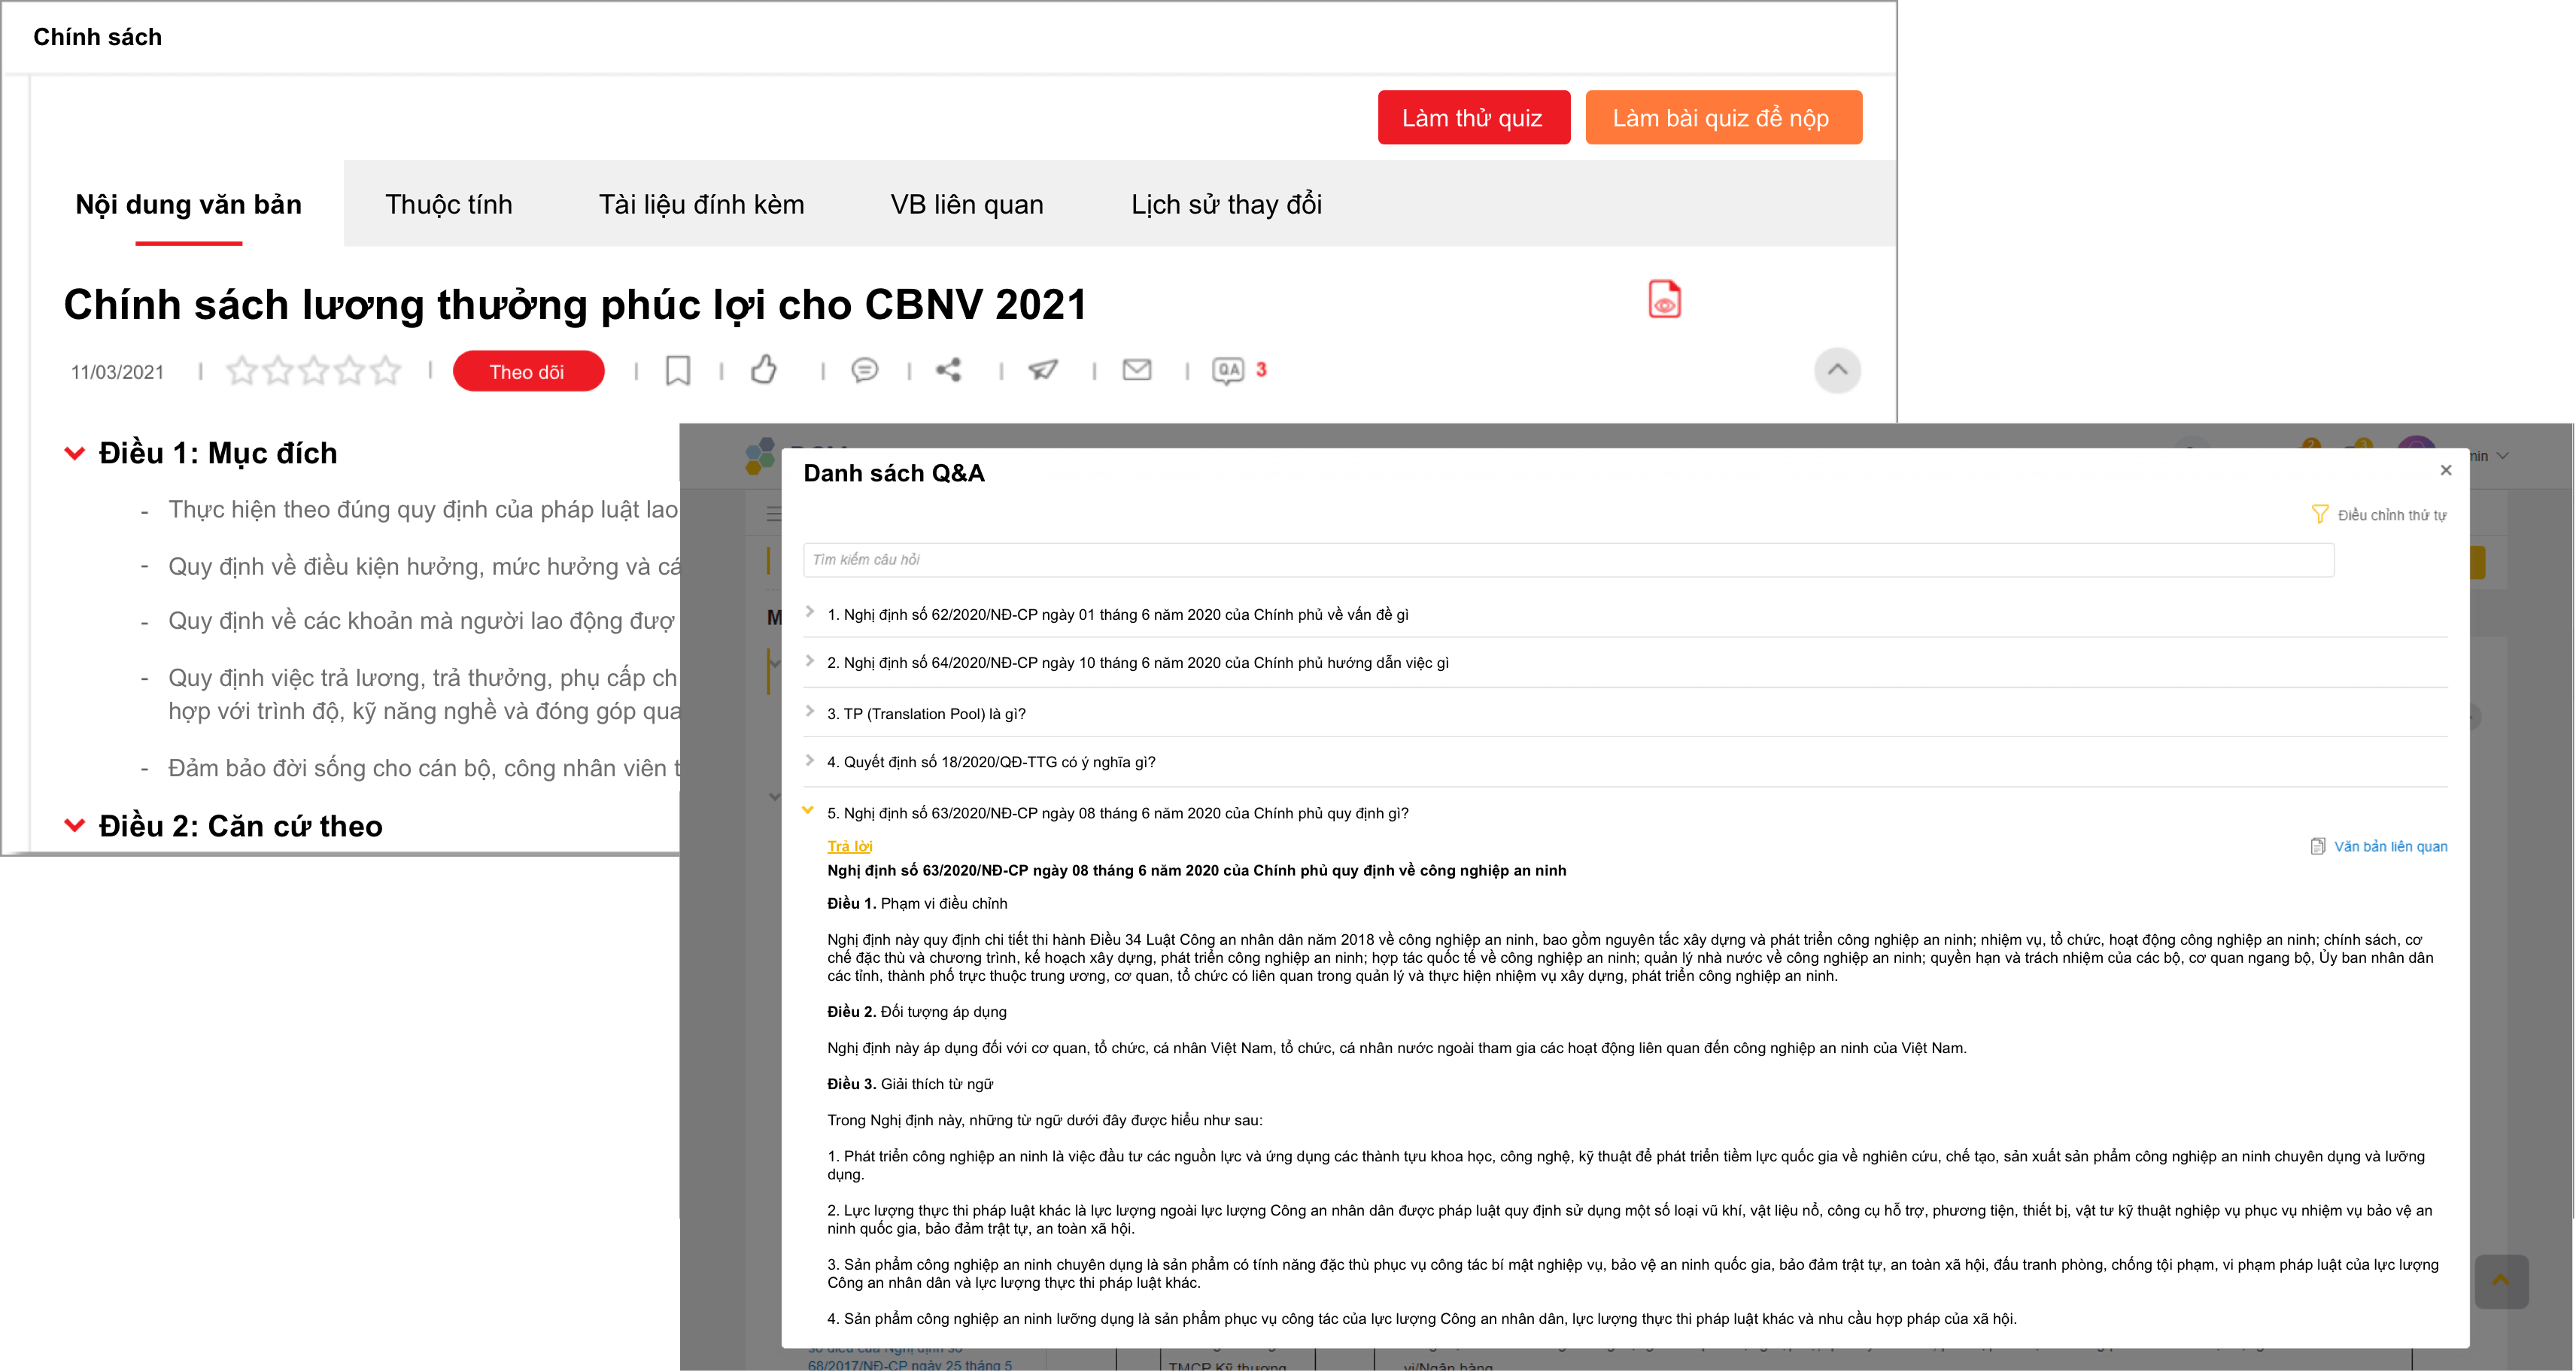 Chính sách
Làm thử quiz
Làm bài quiz để nộp
Nội dung văn bản
Thuộc tính
Tài liệu đính kèm
VB liên quan
Lịch sử thay đổi
Chính sách lương thưởng phúc lợi cho CBNV 2021
11/03/2021
Theo dõi
QA 3
Điều 1: Mục đích
- Thực hiện theo đúng quy định của pháp luật lao
- Quy định về điều kiện hưởng, mức hưởng và cá
- Quy định về các khoản mà người lao động đượ
- Quy định việc trả lương, trả thưởng, phụ cấp ch
hợp với trình độ, kỹ năng nghề và đóng góp qua
- Đảm bảo đời sống cho cán bộ, công nhân viên t
Điều 2: Căn cứ theo
2
3
min
M
Danh sách Q&A
Điều chỉnh thứ tự
Tìm kiếm câu hỏi
1. Nghị định số 62/2020/NĐ-CP ngày 01 tháng 6 năm 2020 của Chính phủ về vấn đề gì
2. Nghị định số 64/2020/NĐ-CP ngày 10 tháng 6 năm 2020 của Chính phủ hướng dẫn việc gì
3. TP (Translation Pool) là gì?
4. Quyết định số 18/2020/QĐ-TTG có ý nghĩa gì?
5. Nghị định số 63/2020/NĐ-CP ngày 08 tháng 6 năm 2020 của Chính phủ quy định gì?
Trả lời
Văn bản liên quan
Nghị định số 63/2020/NĐ-CP ngày 08 tháng 6 năm 2020 của Chính phủ quy định về công nghiệp an ninh
Điều 1. Phạm vi điều chỉnh
Nghị định này quy định chi tiết thi hành Điều 34 Luật Công an nhân dân năm 2018 về công nghiệp an ninh, bao gồm nguyên tắc xây dựng và phát triển công nghiệp an ninh; nhiệm vụ, tổ chức, hoạt động công nghiệp an ninh; chính sách, cơ
chế đặc thù và chương trình, kế hoạch xây dựng, phát triển công nghiệp an ninh; hợp tác quốc tế về công nghiệp an ninh; quản lý nhà nước về công nghiệp an ninh; quyền hạn và trách nhiệm của các bộ, cơ quan ngang bộ, Ủy ban nhân dân
các tỉnh, thành phố trực thuộc trung ương, cơ quan, tổ chức có liên quan trong quản lý và thực hiện nhiệm vụ xây dựng, phát triển công nghiệp an ninh.
Điều 2. Đối tượng áp dụng
Nghị định này áp dụng đối với cơ quan, tổ chức, cá nhân Việt Nam, tổ chức, cá nhân nước ngoài tham gia các hoạt động liên quan đến công nghiệp an ninh của Việt Nam.
Điều 3. Giải thích từ ngữ
Trong Nghị định này, những từ ngữ dưới đây được hiểu như sau:
1. Phát triển công nghiệp an ninh là việc đầu tư các nguồn lực và ứng dụng các thành tựu khoa học, công nghệ, kỹ thuật để phát triển tiềm lực quốc gia về nghiên cứu, chế tạo, sản xuất sản phẩm công nghiệp an ninh chuyên dụng và lưỡng
dụng.
2. Lực lượng thực thi pháp luật khác là lực lượng ngoài lực lượng Công an nhân dân được pháp luật quy định sử dụng một số loại vũ khí, vật liệu nổ, công cụ hỗ trợ, phương tiện, thiết bị, vật tư kỹ thuật nghiệp vụ phục vụ nhiệm vụ bảo vệ an
ninh quốc gia, bảo đảm trật tự, an toàn xã hội.
3. Sản phẩm công nghiệp an ninh chuyên dụng là sản phẩm có tính năng đặc thù phục vụ công tác bí mật nghiệp vụ, bảo vệ an ninh quốc gia, bảo đảm trật tự, an toàn xã hội, đấu tranh phòng, chống tội phạm, vi phạm pháp luật của lực lượng
Công an nhân dân và lực lượng thực thi pháp luật khác.
4. Sản phẩm công nghiệp an ninh lưỡng dụng là sản phẩm phục vụ công tác của lực lượng Công an nhân dân, lực lượng thực thi pháp luật khác và nhu cầu hợp pháp của xã hội.
số điều của Nghị định số
68/2017/NĐ-CP ngày 25 tháng 5
TMCP Kỹ thương
vị/Ngân hàng